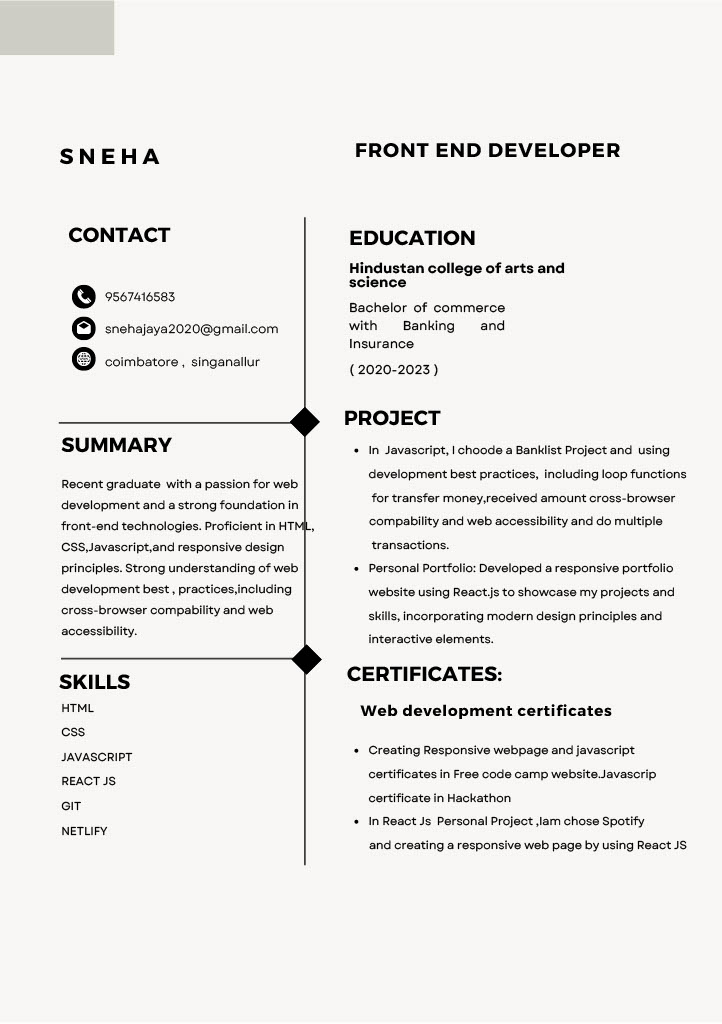 SNEHA
FRONT END DEVELOPER
CONTACT
9567416583
snehajaya2020@gmail.com
coimbatore ,  singanallur
SUMMARY
Recent graduate  with a passion for web
development and a strong foundation in
front-end technologies. Proficient in HTML,
CSS,Javascript,and responsive design
principles. Strong understanding of web
development best , practices,including
cross-browser compability and web
accessibility.
SKILLS
HTML
CSS
JAVASCRIPT
REACT JS
GIT
NETLIFY
EDUCATION
Hindustan college of arts and
science
Bachelor of commerce
with Banking and
Insurance
( 2020-2023 )
PROJECT
• In  Javascript, I choode a Banklist Project and  using
development best practices,  including loop functions
for transfer money,received amount cross-browser
compability and web accessibility and do multiple
transactions.
• Personal Portfolio: Developed a responsive portfolio
website using React.js to showcase my projects and
skills, incorporating modern design principles and
interactive elements.
CERTIFICATES:
Web development certificates
• Creating Responsive webpage and javascript
certificates in Free code camp website.Javascrip
certificate in Hackathon
• In React Js  Personal Project ,Iam chose Spotify
and creating a responsive web page by using React JS